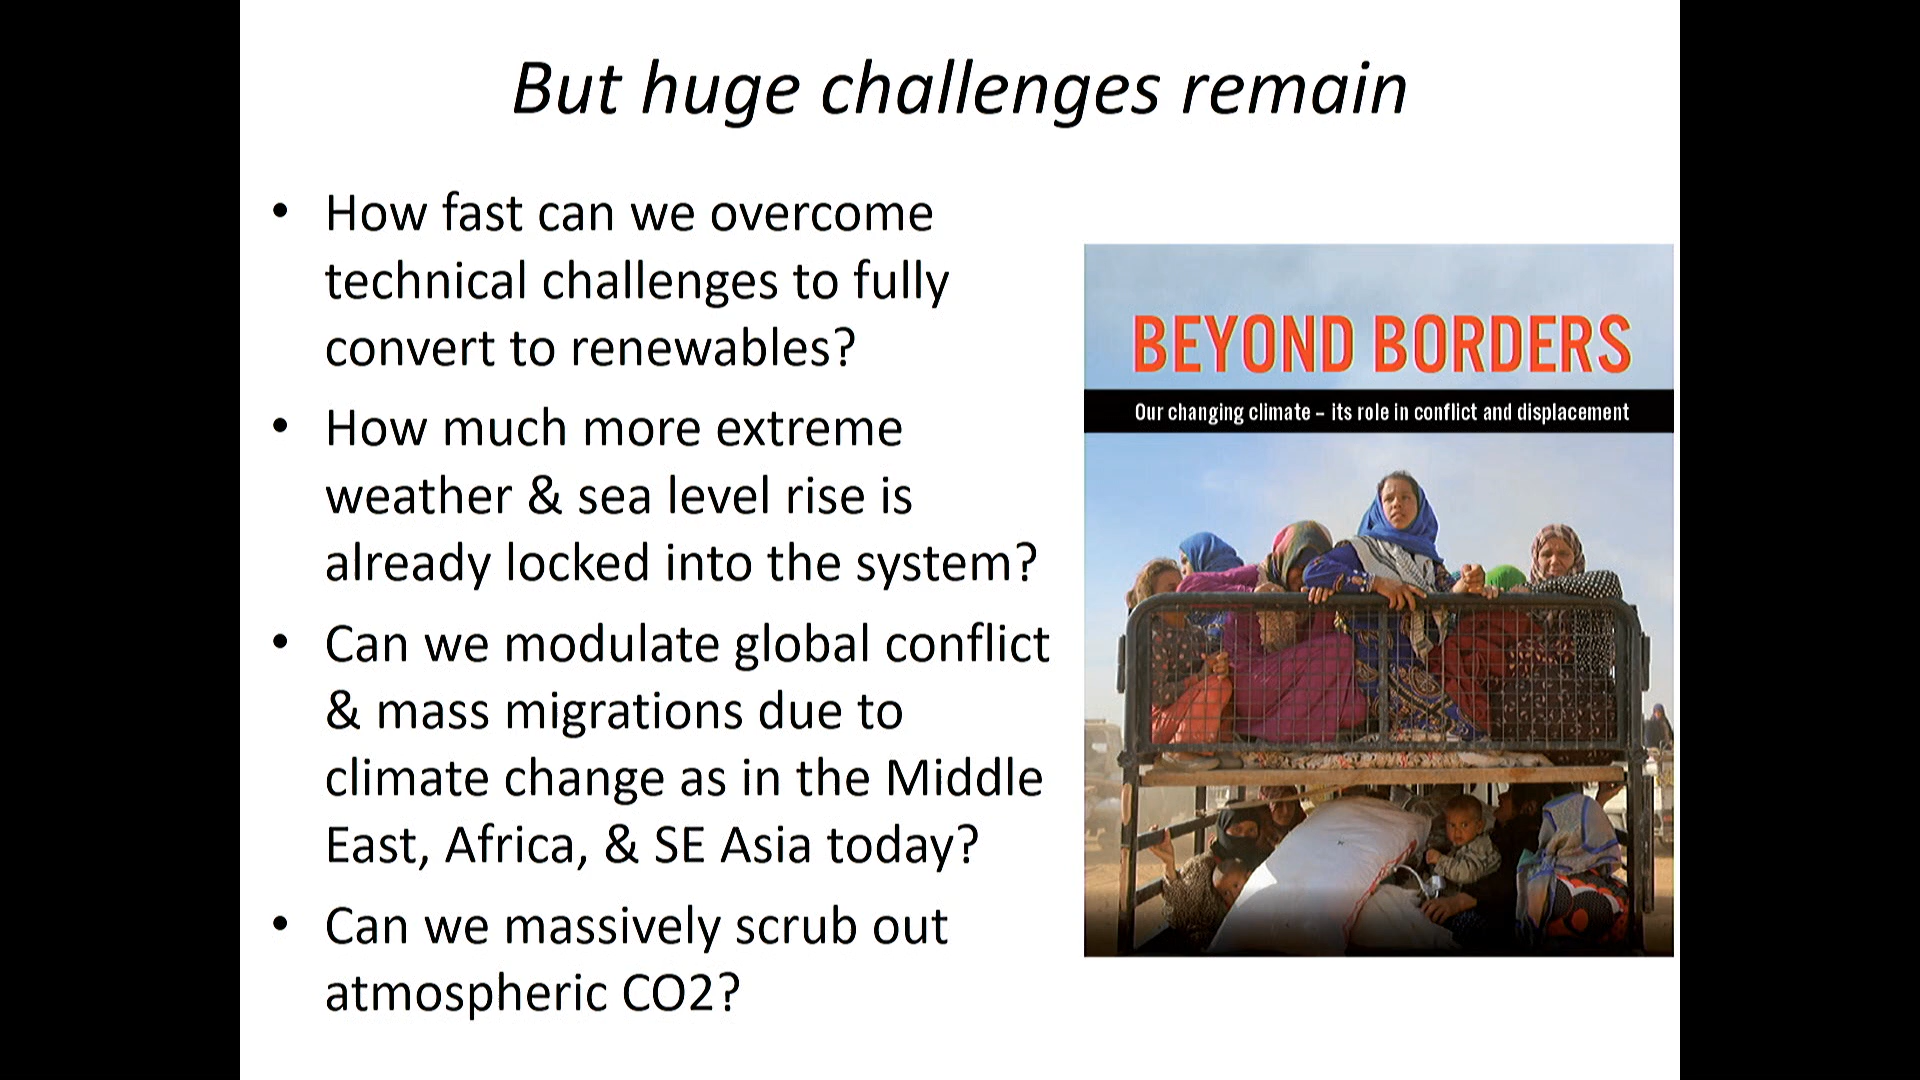 But huge challenges remain
• How fast can we overcome
technical challenges to fully
convert to renewables?
• How much more extreme
weather & sea level rise is
already locked into the system?
• Can we modulate global conflict
& mass migrations due to
climate change as in the Middle
East, Africa, & SE Asia today?
• Can we massively scrub out
atmospheric CO2?
BEYOND BORDERS
Our changing climate – its role in conflict and displacement